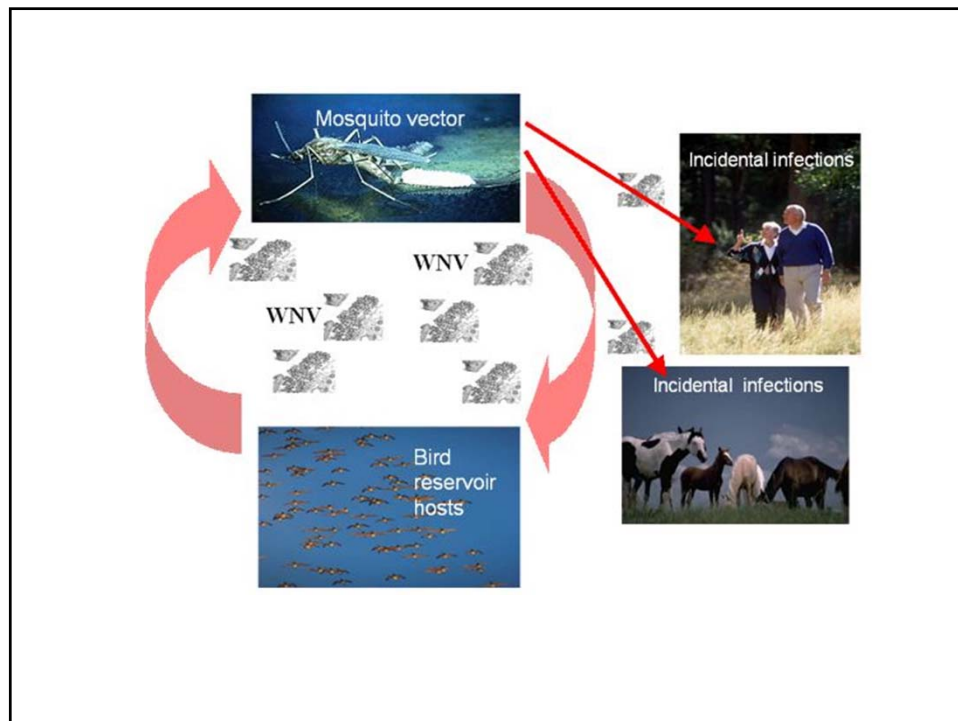 Mosquito vector
Incidental infections
WNV
WNV
Incidental infections
Bird
reservoir
hosts